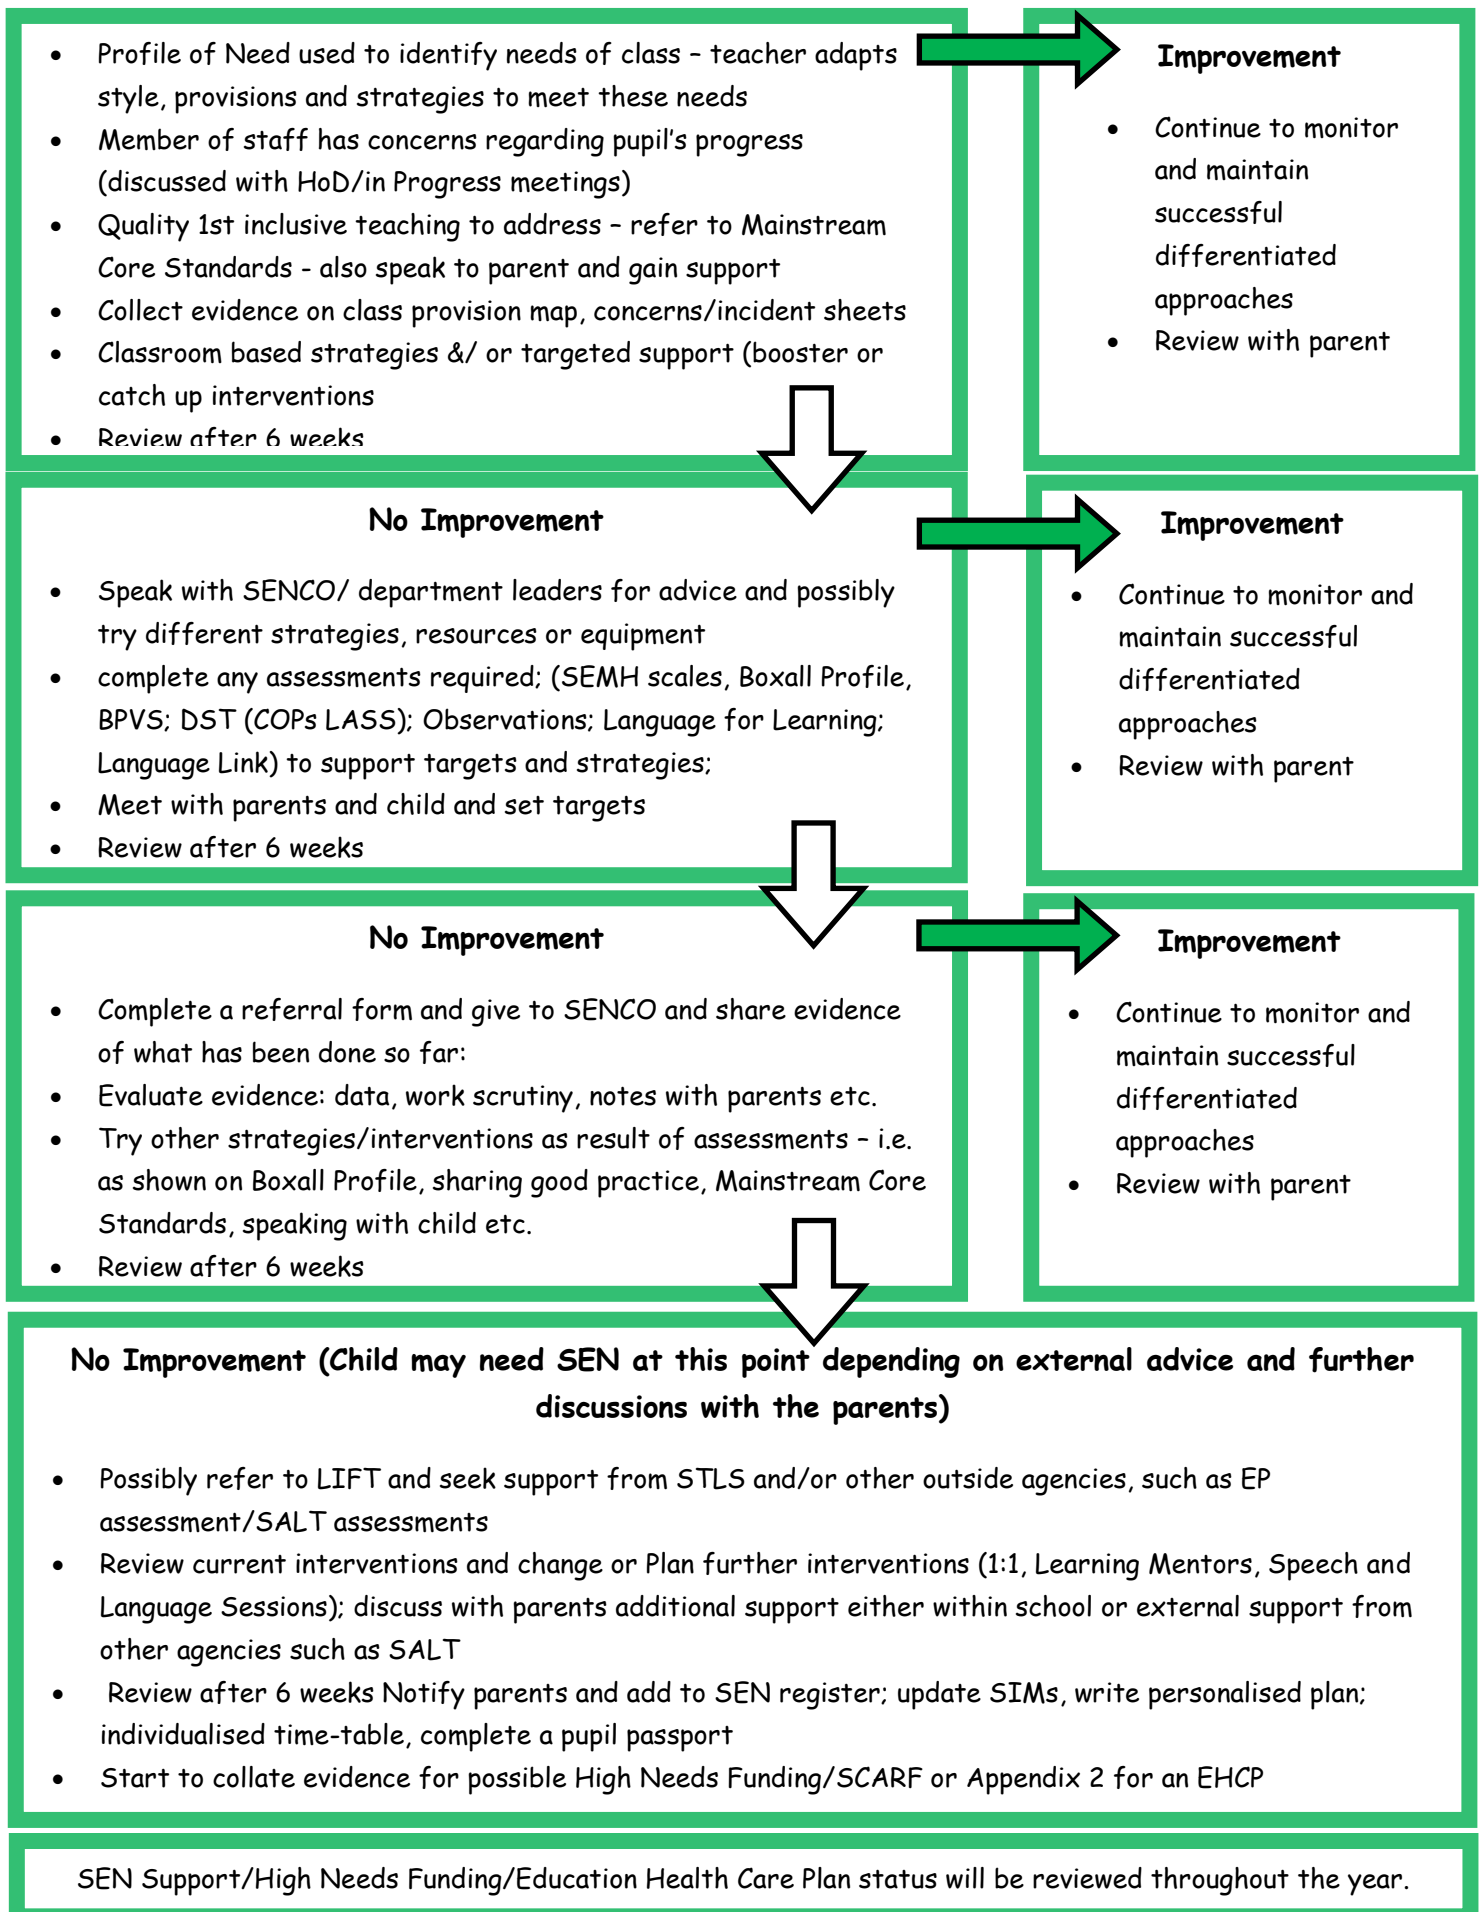 • Profile of Need used to identify needs of class – teacher adapts
style, provisions and strategies to meet these needs
• Member of staff has concerns regarding pupil’s progress
(discussed with HoD/in Progress meetings)
• Quality 1st inclusive teaching to address – refer to Mainstream
Core Standards - also speak to parent and gain support
• Collect evidence on class provision map, concerns/incident sheets
• Classroom based strategies &/ or targeted support (booster or
catch up interventions
• Review after 6 weeks
Improvement
• Continue to monitor
and maintain
successful
differentiated
approaches
• Review with parent
No Improvement
• Speak with SENCO/ department leaders for advice and possibly
try different strategies, resources or equipment
• complete any assessments required; (SEMH scales, Boxall Profile,
BPVS; DST (COPs LASS); Observations; Language for Learning;
Language Link) to support targets and strategies;
• Meet with parents and child and set targets
• Review after 6 weeks
Improvement
• Continue to monitor and
maintain successful
differentiated
approaches
• Review with parent
No Improvement
• Complete a referral form and give to SENCO and share evidence
of what has been done so far:
• Evaluate evidence: data, work scrutiny, notes with parents etc.
• Try other strategies/interventions as result of assessments – i.e.
as shown on Boxall Profile, sharing good practice, Mainstream Core
Standards, speaking with child etc.
• Review after 6 weeks
Improvement
• Continue to monitor and
maintain successful
differentiated
approaches
• Review with parent
No Improvement (Child may need SEN at this point depending on external advice and further
discussions with the parents)
• Possibly refer to LIFT and seek support from STLS and/or other outside agencies, such as EP
assessment/SALT assessments
• Review current interventions and change or Plan further interventions (1:1, Learning Mentors, Speech and
Language Sessions); discuss with parents additional support either within school or external support from
other agencies such as SALT
• Review after 6 weeks Notify parents and add to SEN register; update SIMs, write personalised plan;
individualised time-table, complete a pupil passport
• Start to collate evidence for possible High Needs Funding/SCARF or Appendix 2 for an EHCP
SEN Support/High Needs Funding/Education Health Care Plan status will be reviewed throughout the year.